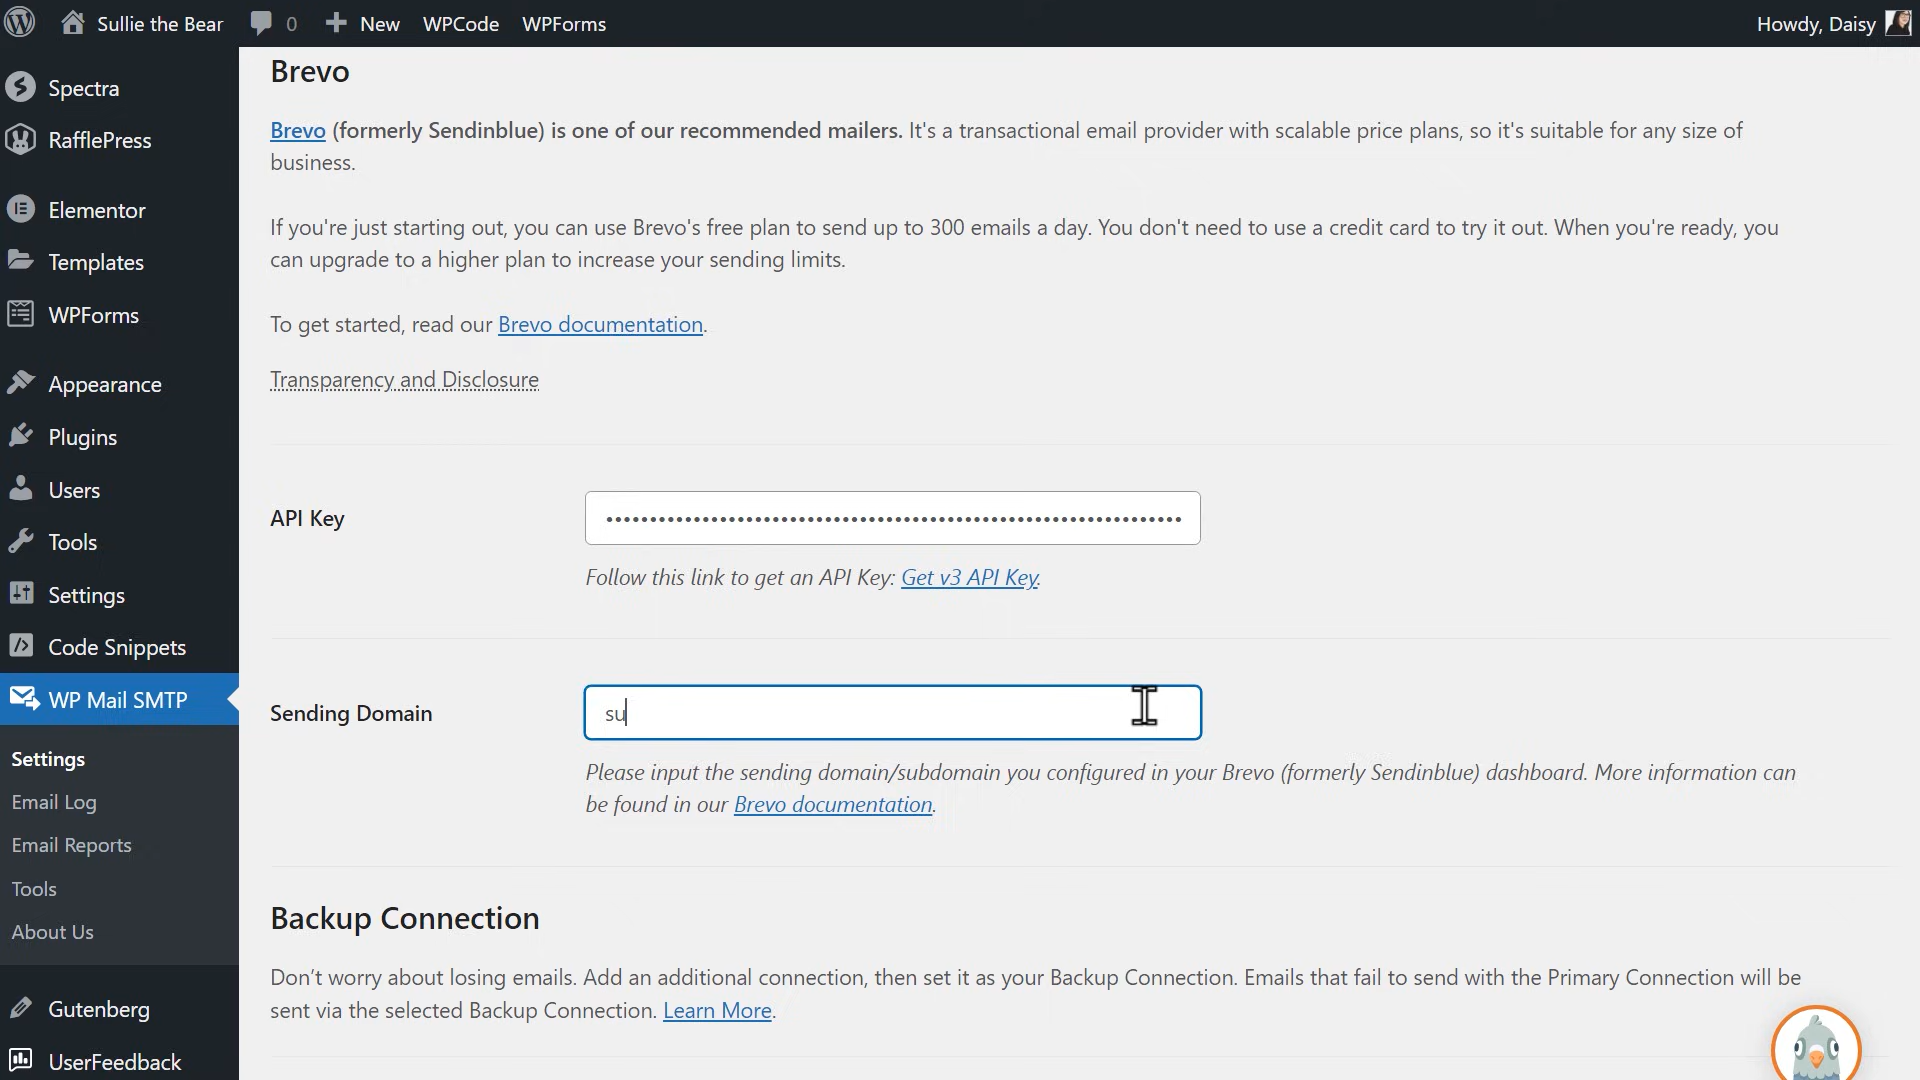 Sullie the Bear 0 New WPCode WPForms Howdy, Daisy
Spectra
RafflePress
Elementor
Templates
WPForms
Appearance
Plugins
Users
Tools
Settings
Code Snippets
WP Mail SMTP
Settings
Email Log
Email Reports
Tools
About Us
Gutenberg
UserFeedback
Brevo
Brevo (formerly Sendinblue) is one of our recommended mailers. It's a transactional email provider with scalable price plans, so it's suitable for any size of
business.
If you're just starting out, you can use Brevo's free plan to send up to 300 emails a day. You don't need to use a credit card to try it out. When you're ready, you
can upgrade to a higher plan to increase your sending limits.
To get started, read our Brevo documentation.
Transparency and Disclosure
API Key
Follow this link to get an API Key: Get v3 API Key.
Sending Domain su
Please input the sending domain/subdomain you configured in your Brevo (formerly Sendinblue) dashboard. More information can
be found in our Brevo documentation.
Backup Connection
Don’t worry about losing emails. Add an additional connection, then set it as your Backup Connection. Emails that fail to send with the Primary Connection will be
sent via the selected Backup Connection. Learn More.